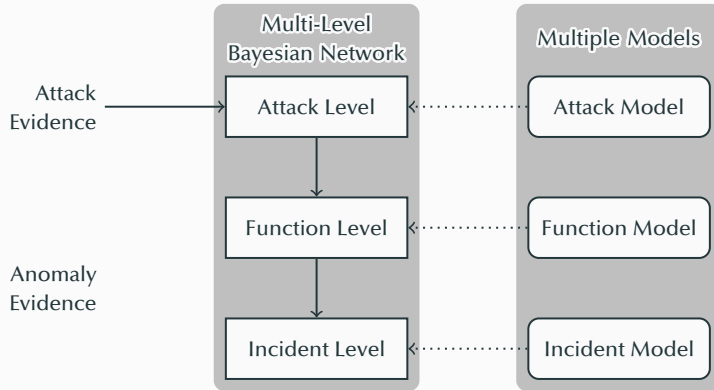 Multi-Level
Bayesian Network
Multiple Models
Attack
Evidence
Attack Level
Attack Model
Function Level
Function Model
Anomaly
Evidence
Incident Level
Incident Model